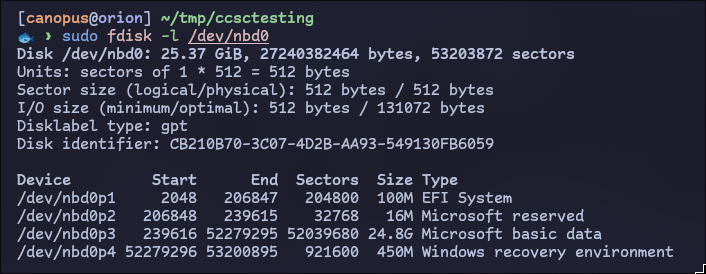 [canopus@orion] ~/tmp/ccsctesting
🐟 › sudo fdisk -l /dev/nbd0
Disk /dev/nbd0: 25.37 GiB, 27240382464 bytes, 53203872 sectors
Units: sectors of 1 * 512 = 512 bytes
Sector size (logical/physical): 512 bytes / 512 bytes
I/O size (minimum/optimal): 512 bytes / 131072 bytes
Disklabel type: gpt
Disk identifier: CB210B70-3C07-4D2B-AA93-549130FB6059

Device Start End Sectors Size Type
/dev/nbd0p1 2048 206847 204800 100M EFI System
/dev/nbd0p2 206848 239615 32768 16M Microsoft reserved
/dev/nbd0p3 239616 52279295 52039680 24.8G Microsoft basic data
/dev/nbd0p4 52279296 53200895 921600 450M Windows recovery environment